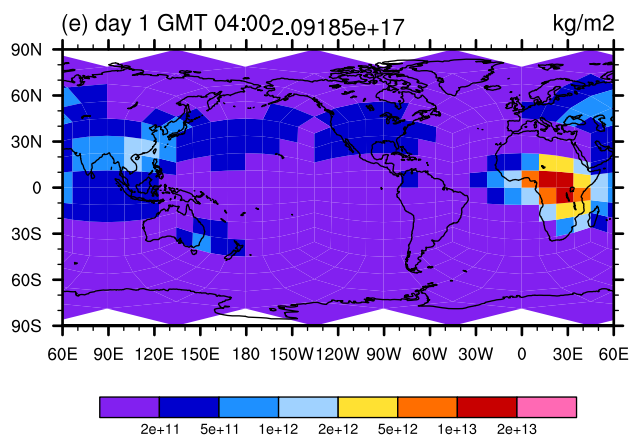 (e) day 1 GMT 04:00 2.09185e+17 kg/m2
90N
60N
30N
0
30S
60S
90S
60E 90E 120E 150E 180 150W 120W 90W 60W 30W 0 30E 60E
2e+11 5e+11 1e+12 2e+12 5e+12 1e+13 2e+13